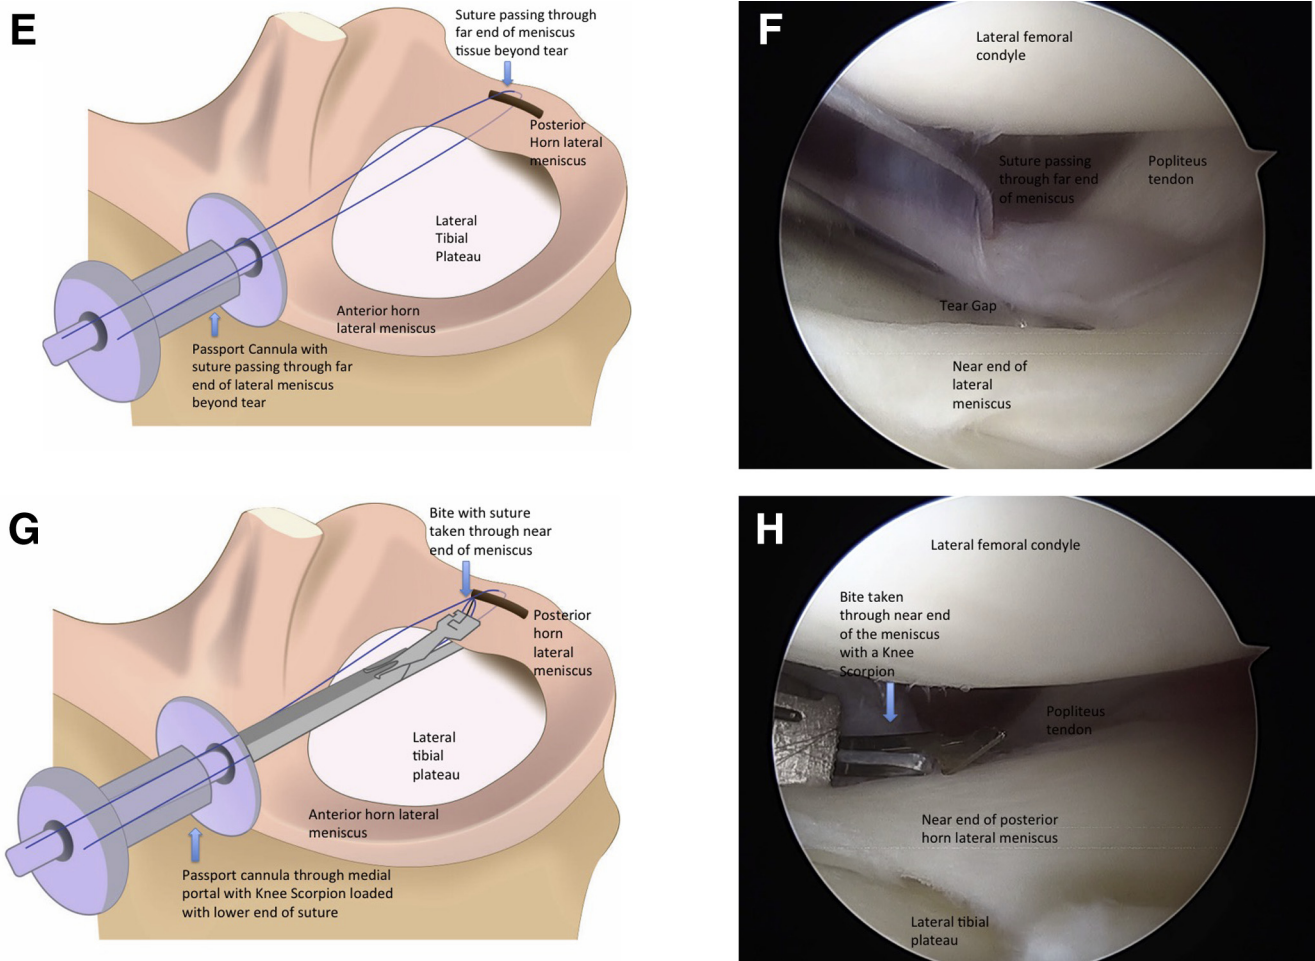 E
Suture passing through
far end of meniscus
tissue beyond tear
Posterior
Horn lateral
meniscus
Lateral
Tibial
Plateau
Anterior horn
lateral meniscus
Passport Cannula with
suture passing through far
end of lateral meniscus
beyond tear
F
Lateral femoral
condyle
Suture passing
through far end
of meniscus
Popliteus
tendon
Tear Gap
Near end of
lateral
meniscus
G
Bite with suture
taken through near
end of meniscus
Posterior
horn
lateral
meniscus
Lateral
tibial
plateau
Anterior horn lateral
meniscus
Passport cannula through medial
portal with Knee Scorpion loaded
with lower end of suture
H
Lateral femoral condyle
Bite taken
through near end
of the meniscus
with a Knee
Scorpion
Popliteus
tendon
Near end of posterior
horn lateral meniscus
Lateral tibial
plateau